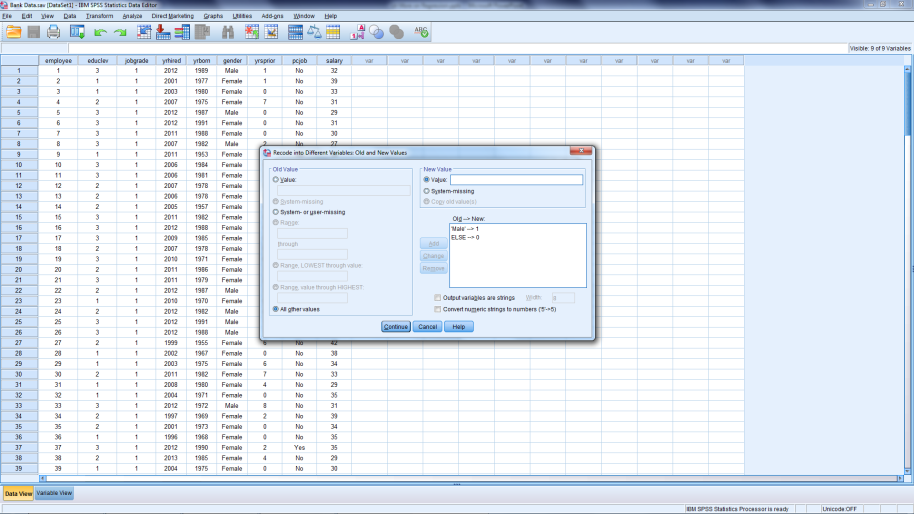 Bank Data.sav [DataSet1] - IBM SPSS Statistics Data Editor
File Edit View Data Transform Analyze Direct Marketing Graphs Utilities Add-ons Window Help
Visible: 9 of 9 Variables
employee educlev jobgrade yrhired yrborn gender yrsprior pcjob salary var var var var var var var var var var var
1 1 3 1 2012 1989 Male 1 No 32
2 2 1 1 2001 1977 Female 1 No 39
3 3 1 1 2003 1980 Female 0 No 33
4 4 2 1 2007 1975 Female 7 No 31
5 5 3 1 2012 1987 Male 0 No 29
6 6 3 1 2012 1991 Female 0 No 30
7 7 3 1 2011 1988 Female 0 No 30
8 8 3 1 2007 1982 Male 2 No 27
9 9 1 1 2011 1953 Female
10 10 3 1 2006 1984 Female
11 11 3 1 2006 1981 Female
12 12 2 1 2007 1978 Female
13 13 2 1 2006 1978 Female
14 14 2 1 2005 1957 Female
15 15 3 1 2011 1982 Male
16 16 3 1 2012 1988 Male
17 17 3 1 2009 1985 Female
18 18 2 1 2007 1978 Female
19 19 3 1 2010 1971 Female
20 20 2 1 2011 1986 Female
21 21 3 1 2011 1979 Female
22 22 2 1 2012 1987 Male
23 23 1 1 2010 1970 Female
24 24 2 1 2012 1982 Male
25 25 3 1 2012 1991 Male
26 26 3 1 2012 1988 Male
27 27 2 1 1999 1955 Female 6 No 42
28 28 1 1 2002 1967 Female 0 No 38
29 29 1 1 2003 1975 Female 6 No 34
30 30 2 1 2011 1982 Female 7 No 33
31 31 1 1 2008 1980 Female 4 No 29
32 32 1 1 2004 1971 Female 0 No 35
33 33 3 1 2012 1972 Male 8 No 31
34 34 2 1 1997 1969 Female 2 No 39
35 35 2 1 2001 1973 Female 0 No 34
36 36 1 1 1996 1968 Female 0 No 35
37 37 3 1 2012 1990 Female 2 Yes 35
38 38 2 1 2013 1985 Female 4 No 29
39 39 1 1 2004 1975 Female 0 No 30
Recode into Different Variables: Old and New Values
Old Value
Value:
System-missing
System- or user-missing
Range:
through
Range, LOWEST through value:
Range, value through HIGHEST:
All other values
New Value
Value:
System-missing
Copy old value(s)
Old --> New:
'Male' --> 1
ELSE --> 0
Add
Change
Remove
Output variables are strings Width: 8
Convert numeric strings to numbers ('5'->5)
Continue Cancel Help
Data View Variable View
IBM SPSS Statistics Processor is ready Unicode:OFF